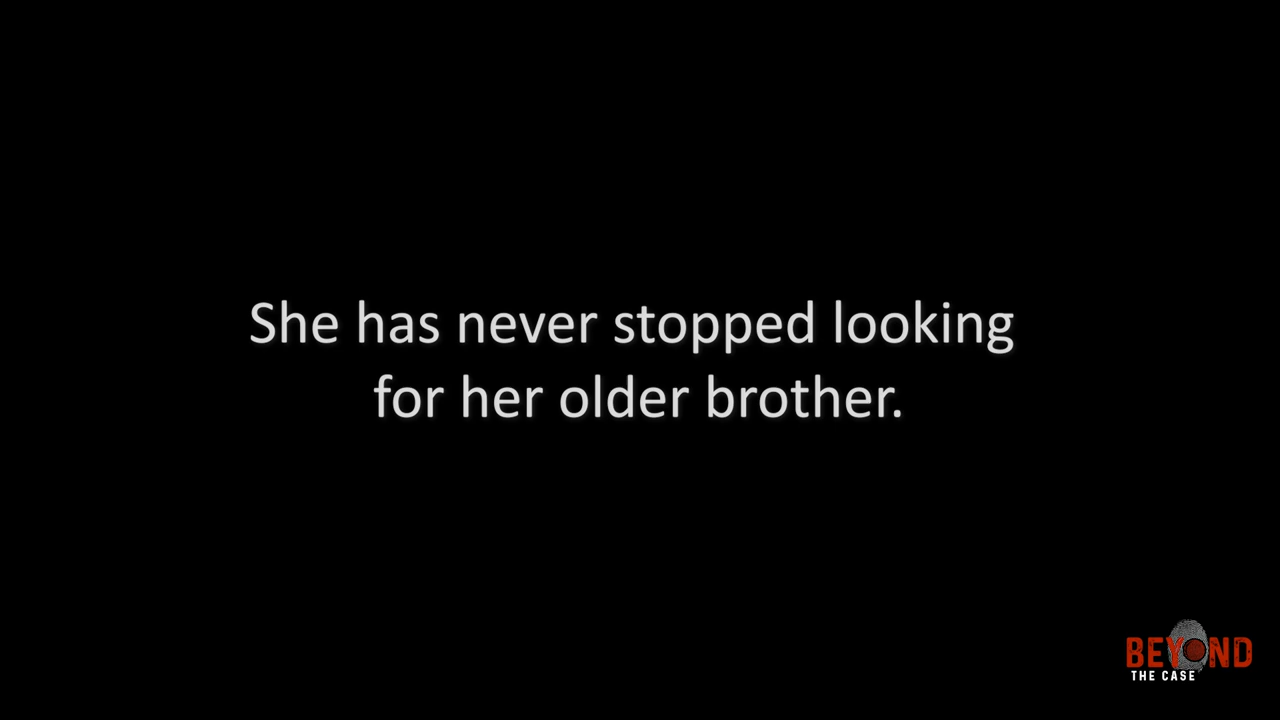 She has never stopped looking
for her older brother.
BEYOND
THE CASE